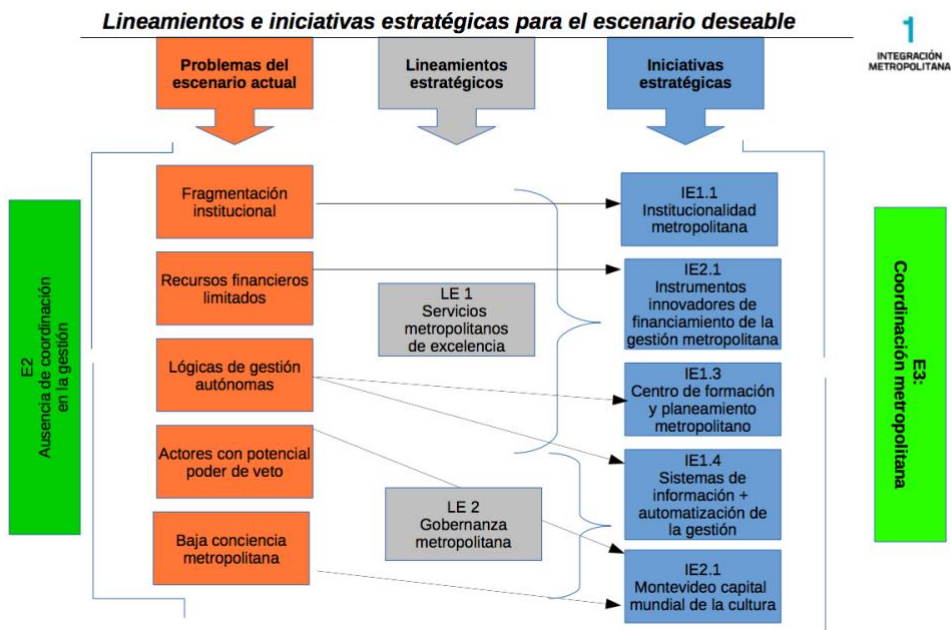 Lineamientos e iniciativas estratégicas para el escenario deseable
1
INTEGRACIÓN
METROPOLITANA
Problemas del
escenario actual
Lineamientos
estratégicos
Iniciativas
estratégicas
E2
Ausencia de coordinación
en la gestión
Fragmentación
institucional
Recursos financieros
limitados
Lógicas de gestión
autónomas
Actores con potencial
poder de veto
Baja conciencia
metropolitana
LE 1
Servicios
metropolitanos
de excelencia
LE 2
Gobernanza
metropolitana
IE1.1
Institucionalidad
metropolitana
IE2.1
Instrumentos
innovadores
de financiamiento de la
gestión metropolitana
IE1.3
Centro de formación
y planeamiento
metropolitano
IE1.4
Sistemas de
información +
automatización de
la gestión
IE2.1
Montevideo capital
mundial de la cultura
E3:
Coordinación metropolitana